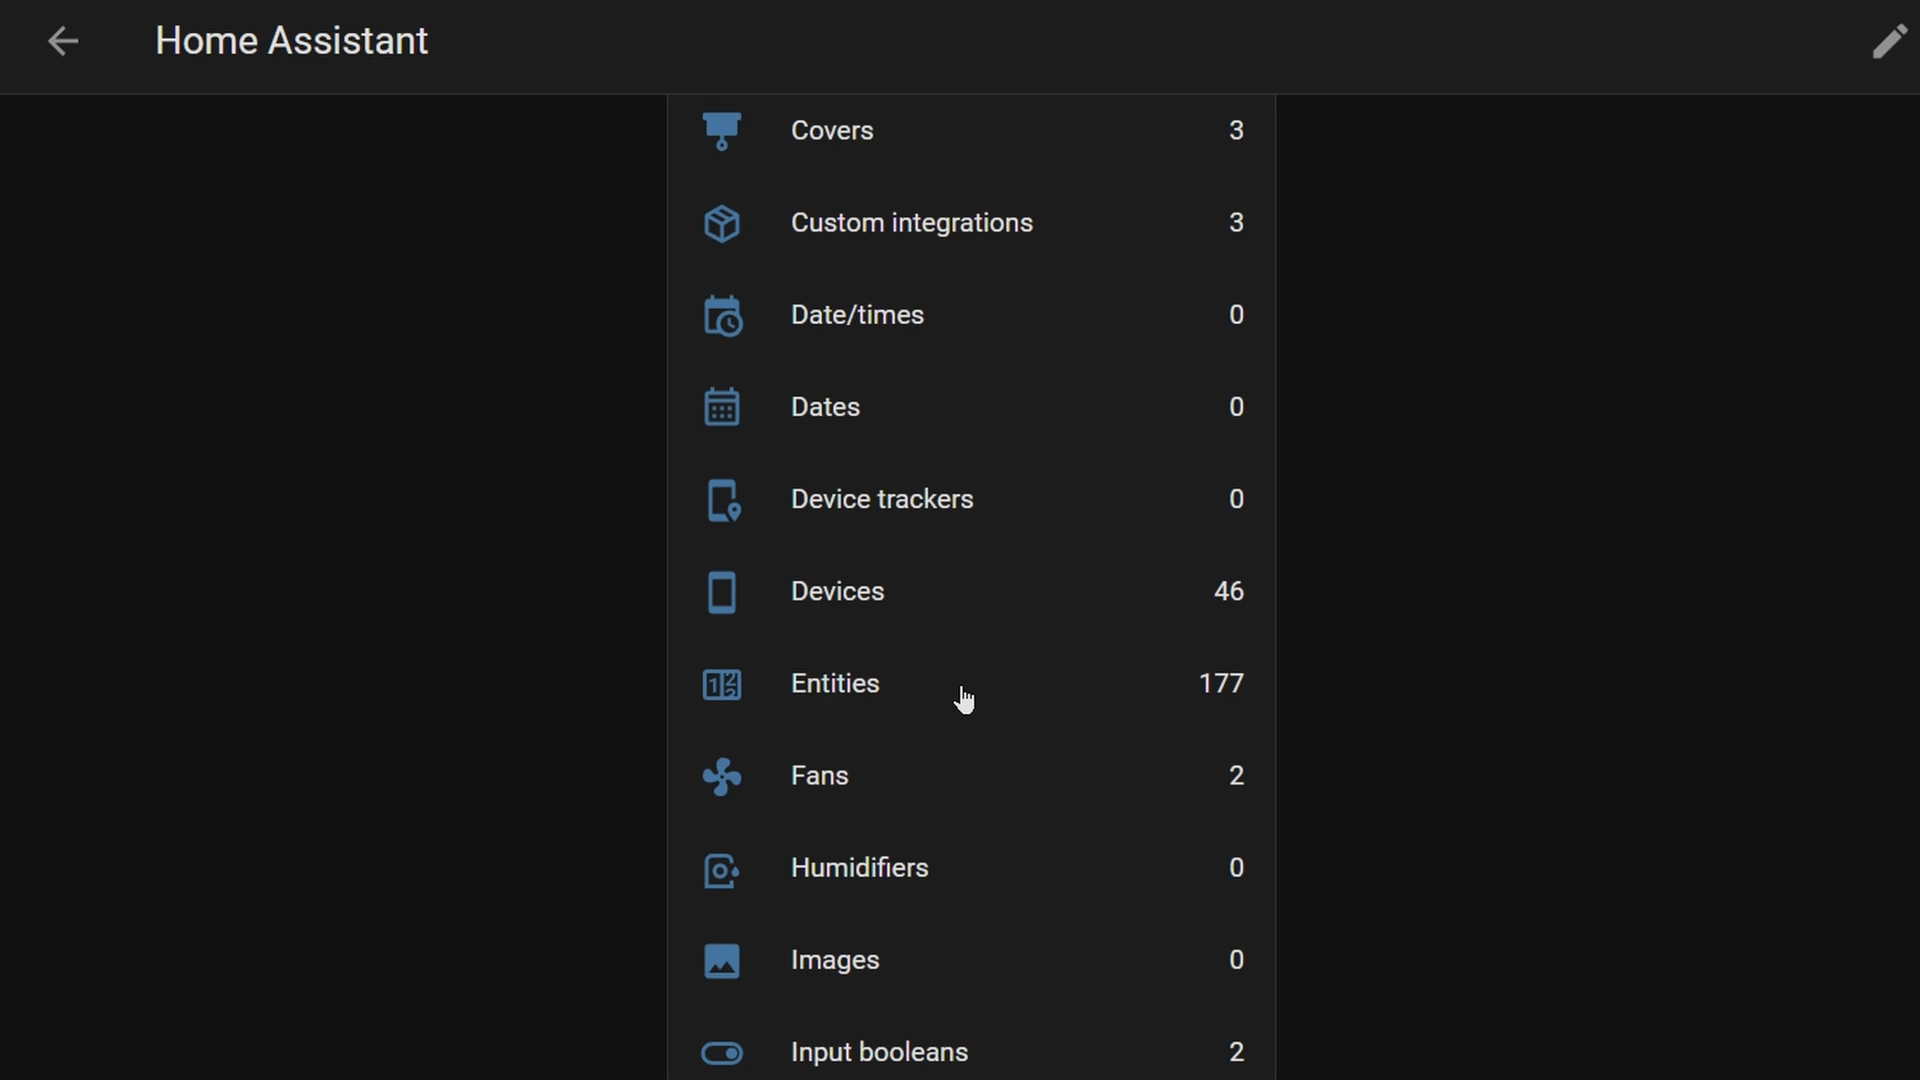 Home Assistant
Covers 3
Custom integrations 3
Date/times 0
Dates 0
Device trackers 0
Devices 46
Entities 177
Fans 2
Humidifiers 0
Images 0
Input booleans 2